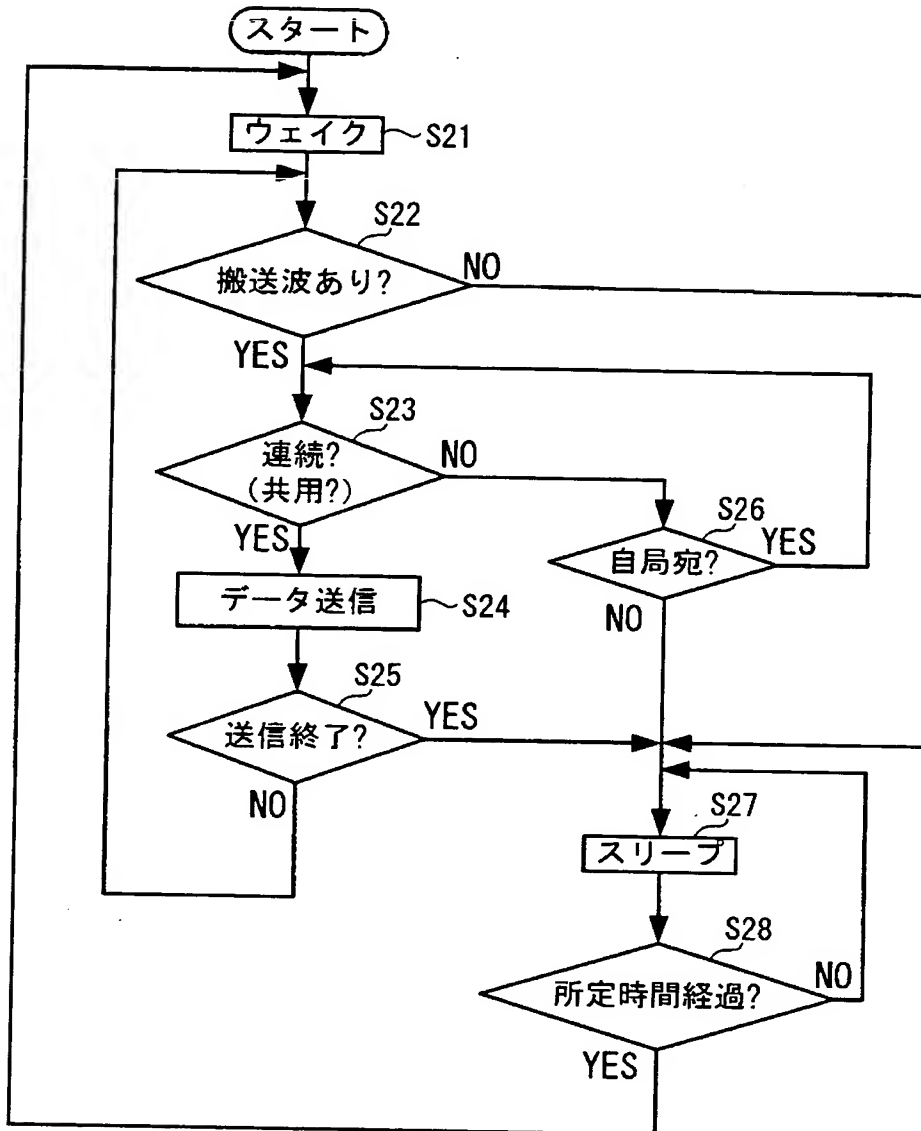 スタート
ウェイク
S21
S22
搬送波あり?
NO
YES
S23
連続?
(共用?)
NO
YES
S26
自局宛?
YES
NO
データ送信
S24
S25
送信終了?
YES
NO
S27
スリープ
S28
所定時間経過?
NO
YES